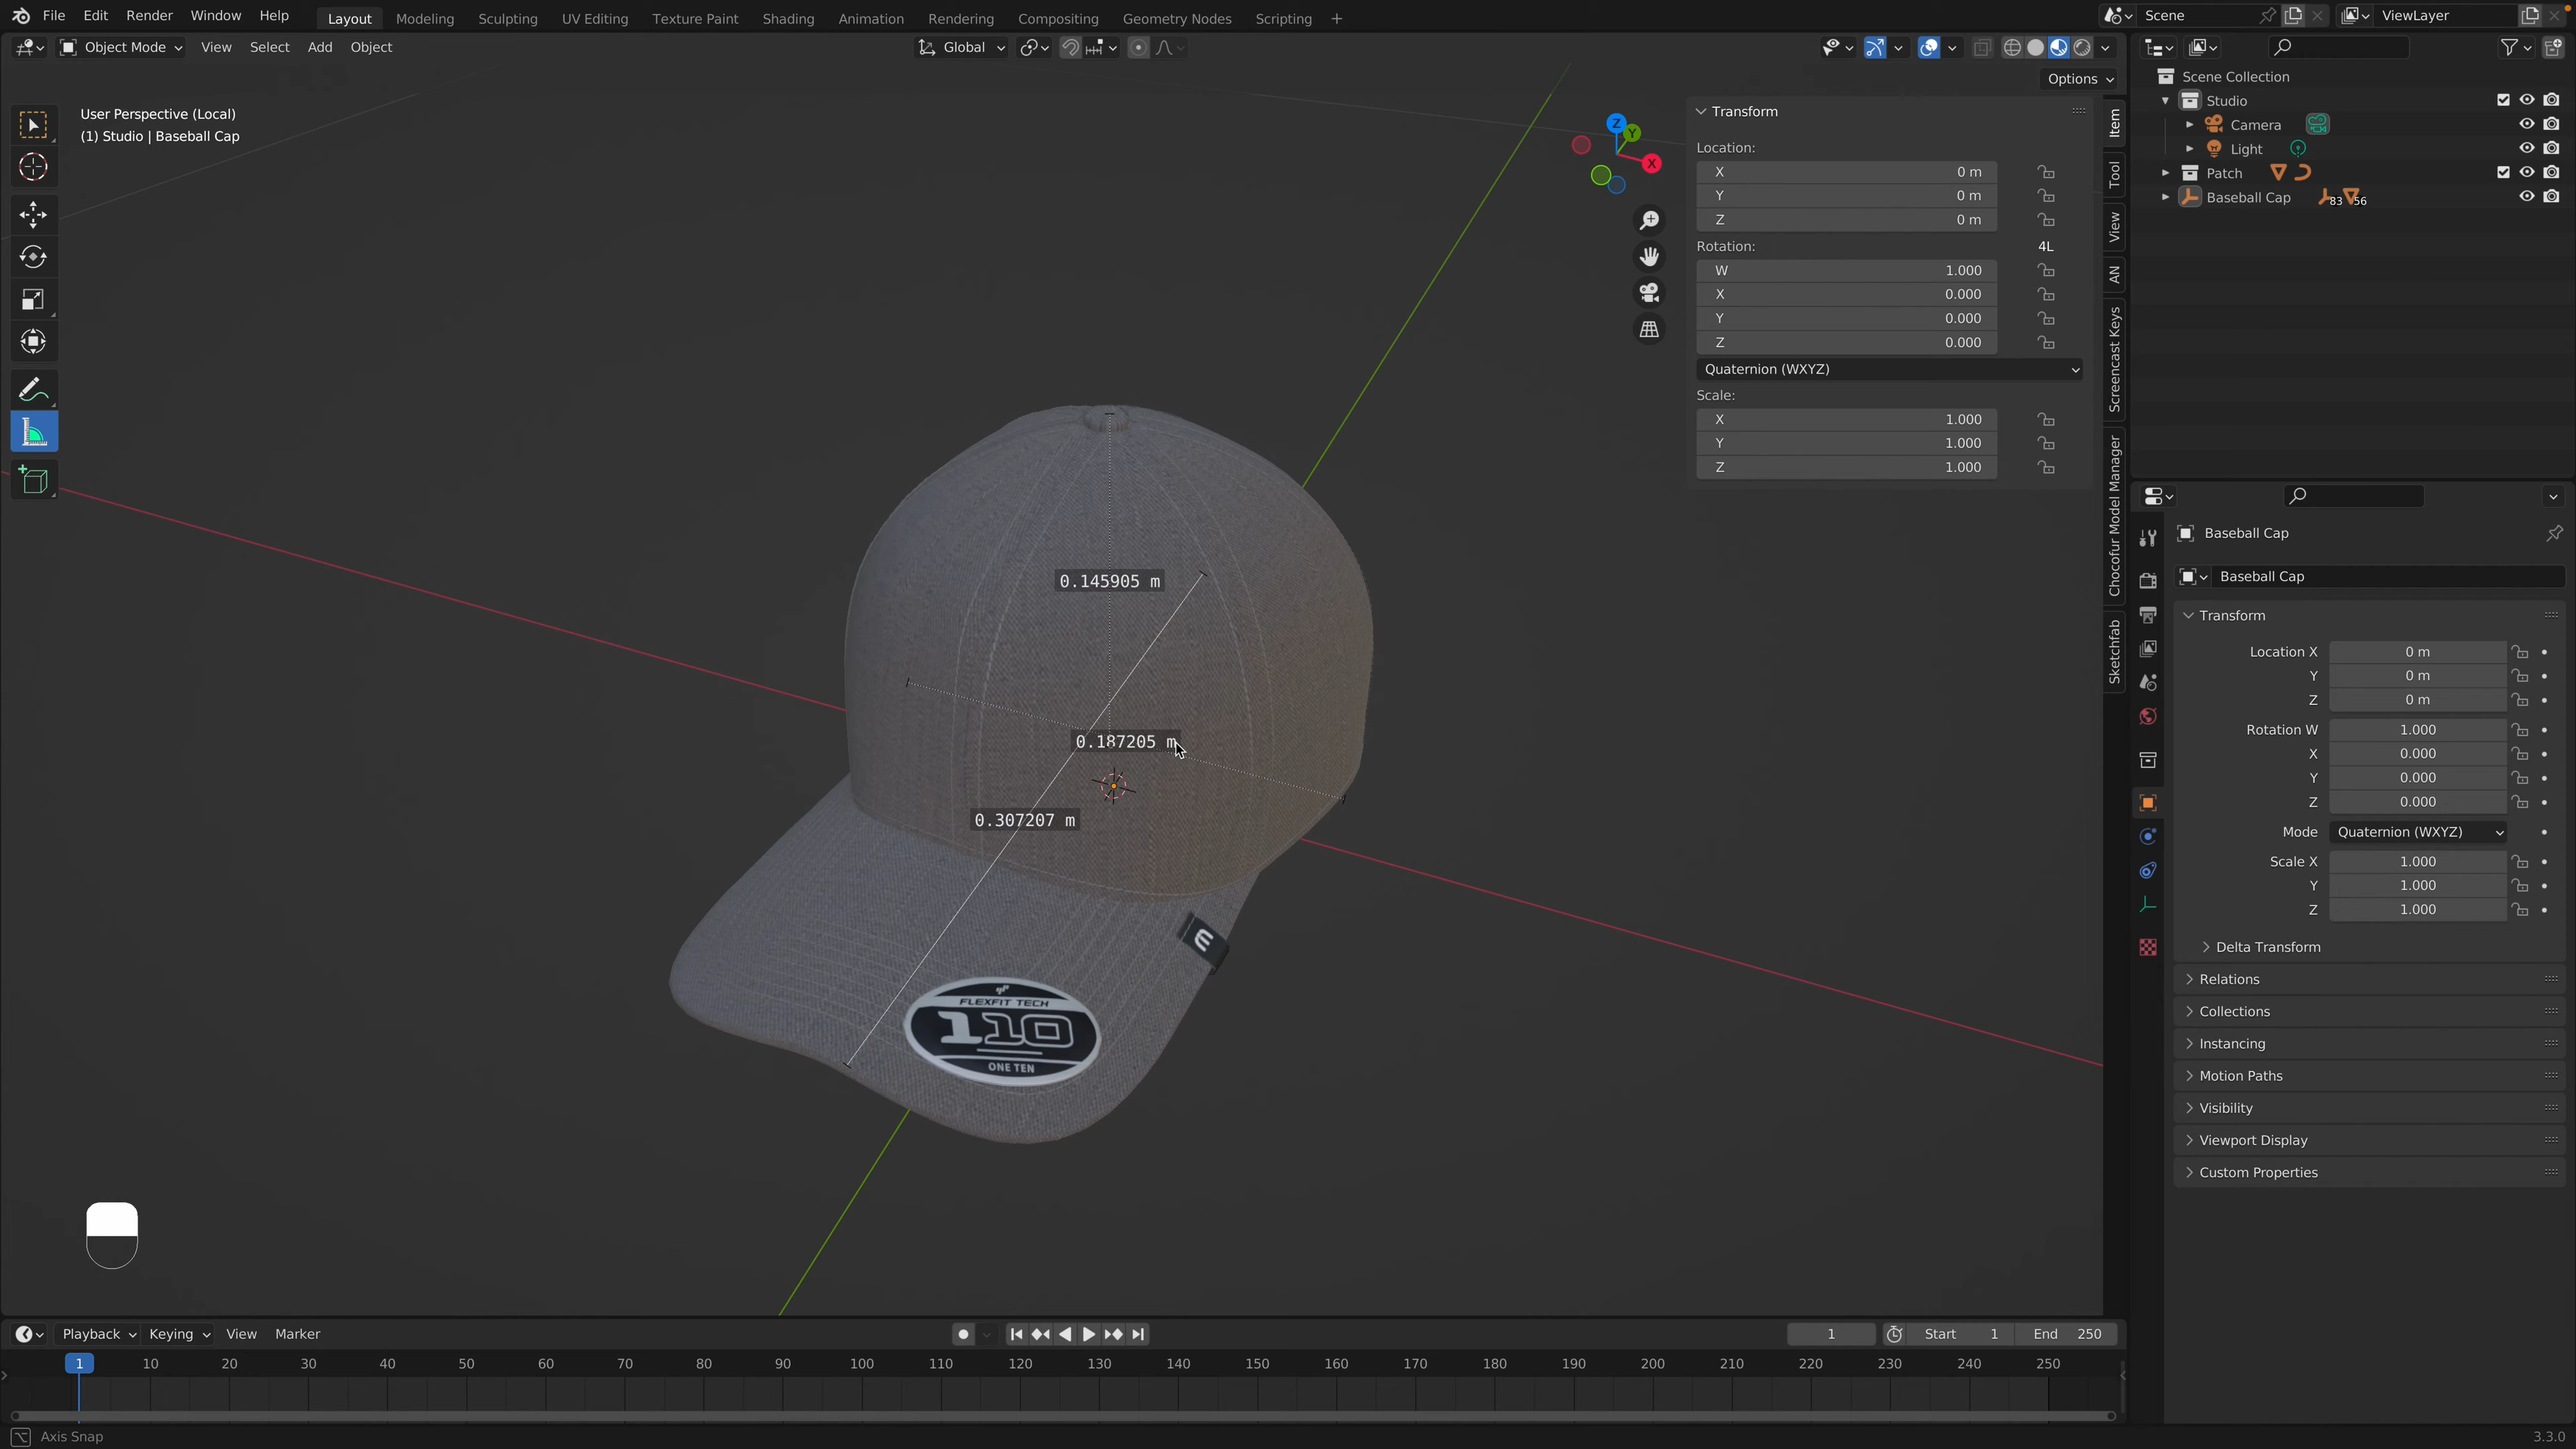 File Edit Render Window Help Layout Modeling Sculpting UV Editing Texture Paint Shading Animation Rendering Compositing Geometry Nodes Scripting + Scene ViewLayer
Object Mode View Select Add Object Global
Options
User Perspective (Local)
(1) Studio | Baseball Cap
Z
Y
X
0.145905 m
0.187205 m
0.307207 m
FLEXFIT TECH
110
ONE TEN
Transform
Location:
X 0 m
Y 0 m
Z 0 m
Rotation: 4L
W 1.000
X 0.000
Y 0.000
Z 0.000
Quaternion (WXYZ)
Scale:
X 1.000
Y 1.000
Z 1.000
Item
Tool
View
AN
Screencast Keys
Chocofur Model Manager
Sketchfab
Scene Collection
Studio
Camera
Light
Patch
Baseball Cap 83 56
Baseball Cap
Baseball Cap
Transform
Location X 0 m
Y 0 m
Z 0 m
Rotation W 1.000
X 0.000
Y 0.000
Z 0.000
Mode Quaternion (WXYZ)
Scale X 1.000
Y 1.000
Z 1.000
Delta Transform
Relations
Collections
Instancing
Motion Paths
Visibility
Viewport Display
Custom Properties
Playback Keying View Marker 1 Start 1 End 250
1 10 20 30 40 50 60 70 80 90 100 110 120 130 140 150 160 170 180 190 200 210 220 230 240 250
Axis Snap 3.3.0